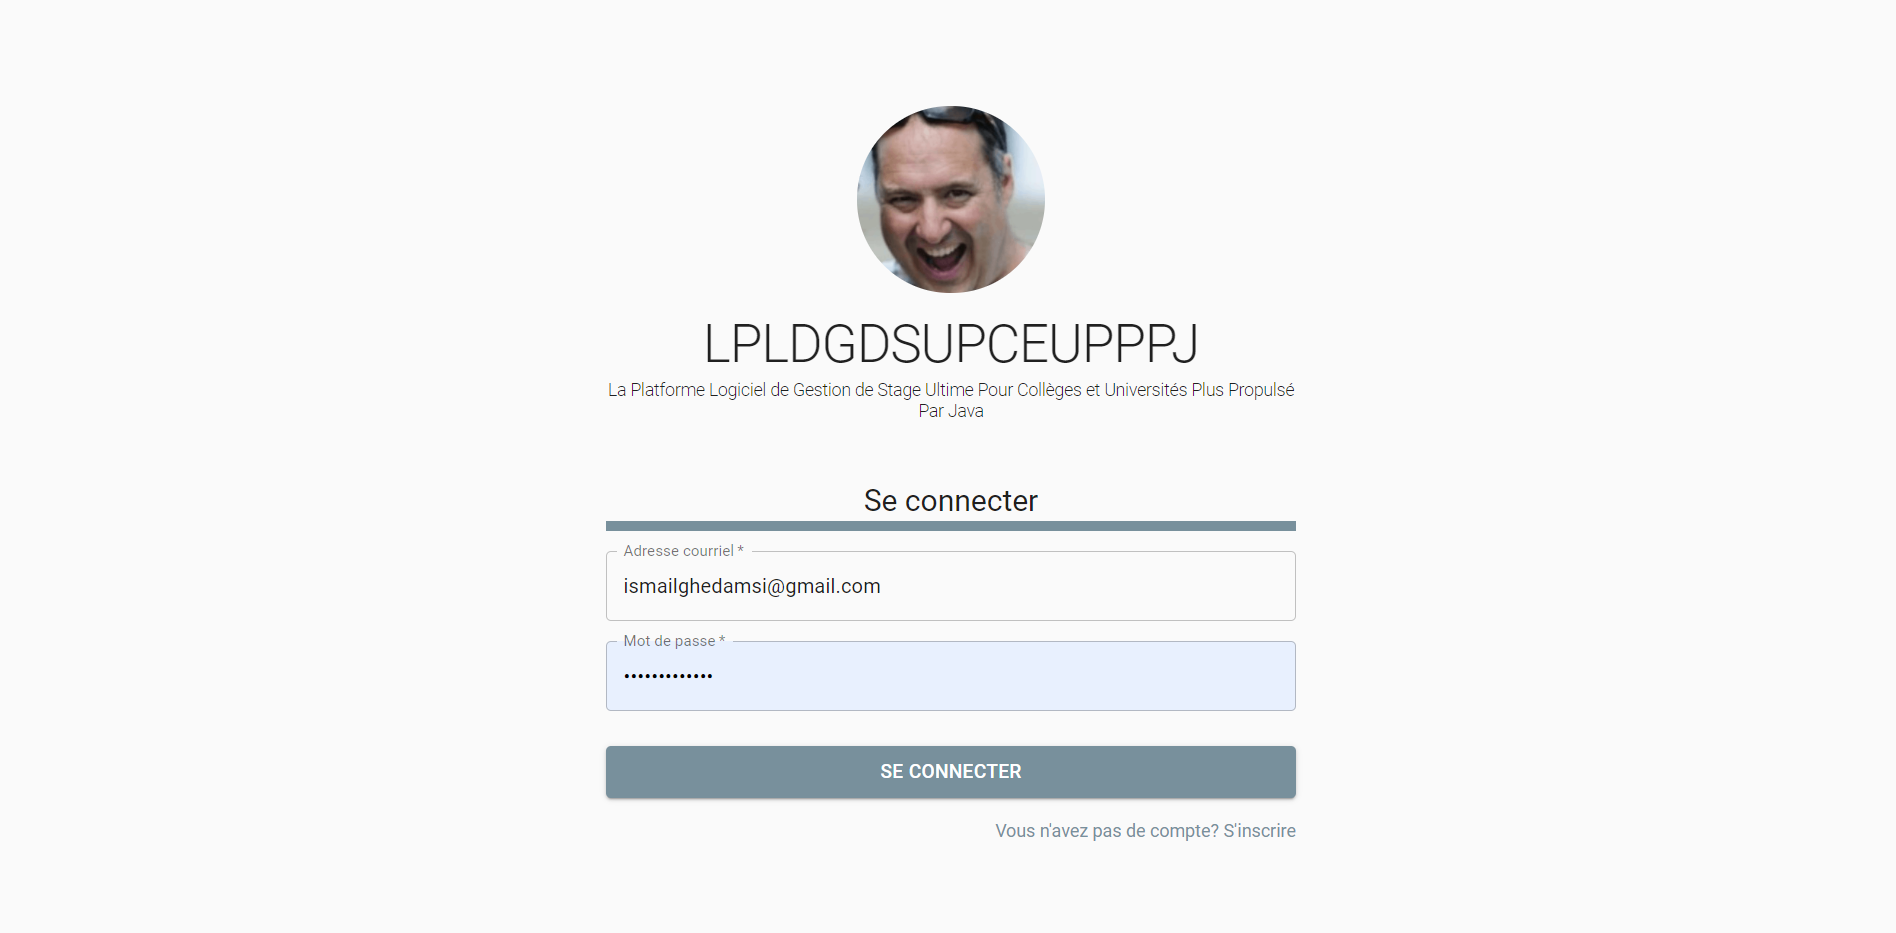 LPLDGDSUPCEUPPPJ
La Platforme Logiciel de Gestion de Stage Ultime Pour Collèges et Universités Plus Propulsé
Par Java
Se connecter
Adresse courriel *
ismailghedamsi@gmail.com
Mot de passe *
•••••••••••••
SE CONNECTER
Vous n'avez pas de compte? S'inscrire